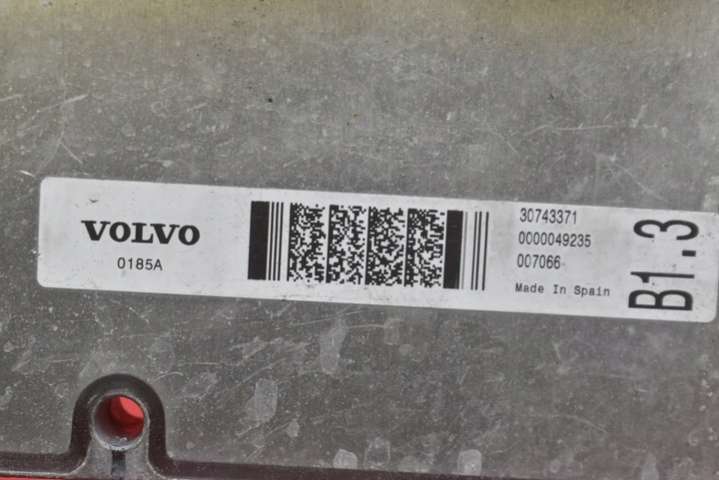 VOLVO
0185A
30743371
0000049235
007066
Made In Spain
B1.3